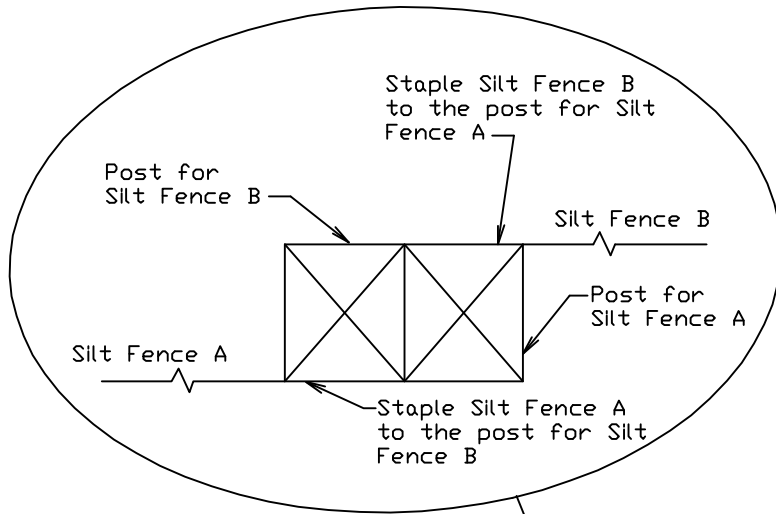 Staple Silt Fence B
to the post for Silt
Fence A
Post for
Silt Fence B
Silt Fence B
Post for
Silt Fence A
Silt Fence A
Staple Silt Fence A
to the post for Silt
Fence B